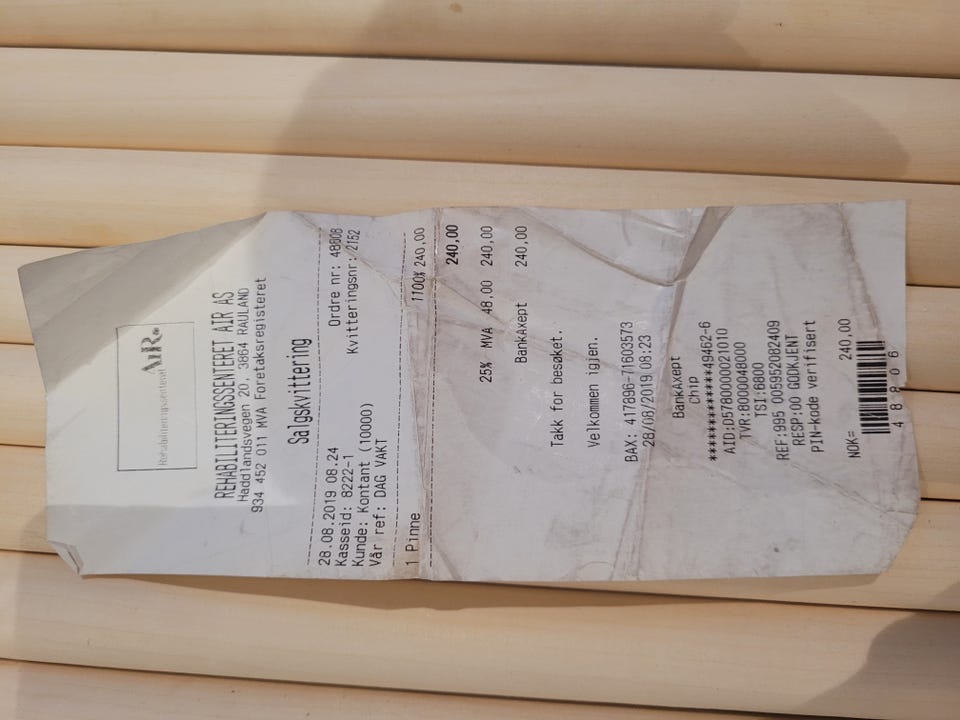 AiR
Rehabiliteringssenteret
REHABILITERINGSSENTERET AIR AS
Haddlandsvegen 20, 3864 RAULAND
934 452 011 MVA Foretaksregisteret
Salgskvittering
28.08.2019 08.24 Ordre nr: 48806
Kasseid: 8222-1 Kvitteringsnr: 2152
Kunde: Kontant (10000)
Vår ref: DAG VAKT
1 Pinne 1100% 240,00
240,00
25% MVA 48,00 240,00
BankAxept 240,00
Takk for besøket.
Velkommen igjen.
BAX: 417896-71603573
28/08/2019 08:23
BankAxept
Chip
***********49462-6
AID:D5780000021010
TVR:8000048000
TSI:6800
REF:995 005952082409
RESP:00 GODKJENT
PIN-kode verifisert
NOK= 240,00
48806